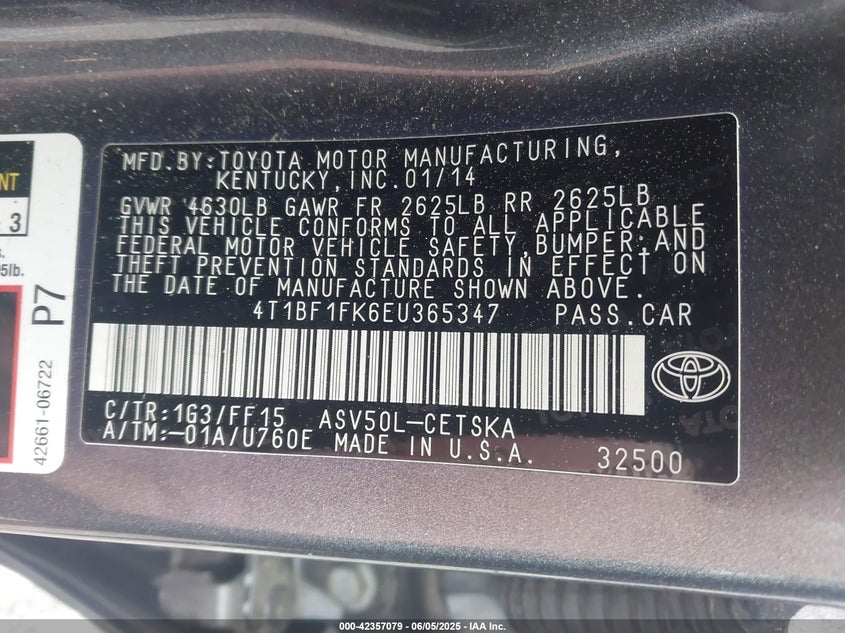 MFD.BY:TOYOTA MOTOR MANUFACTURING,
KENTUCKY,INC.01/14
GVWR 4630LB GAWR FR 2625LB RR 2625LB
THIS VEHICLE CONFORMS TO ALL APPLICABLE
FEDERAL MOTOR VEHICLE SAFETY,BUMPER,AND
THEFT PREVENTION STANDARDS IN EFFECT ON
THE DATE OF MANUFACTURE SHOWN ABOVE.
4T1BF1FK6EU365347 PASS.CAR
C/TR:1G3/FF15 ASV50L-CETSKA
A/TM:-01A/U760E MADE IN U.S.A. 32500
3
5lb.
P7
42661-06722
000-42357079 - 06/05/2025 - IAA Inc.